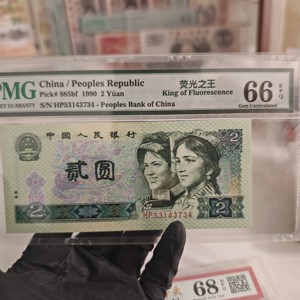 PMG
China / Peoples Republic
Pick# 885bf 1990 2 Yüan
S/N HP53143734 - Peoples Bank of China
荧光之王
King of Fluorescence
66 EPQ
Gem Uncirculated
中国人民银行
贰圆
2
2
HP53143734
68